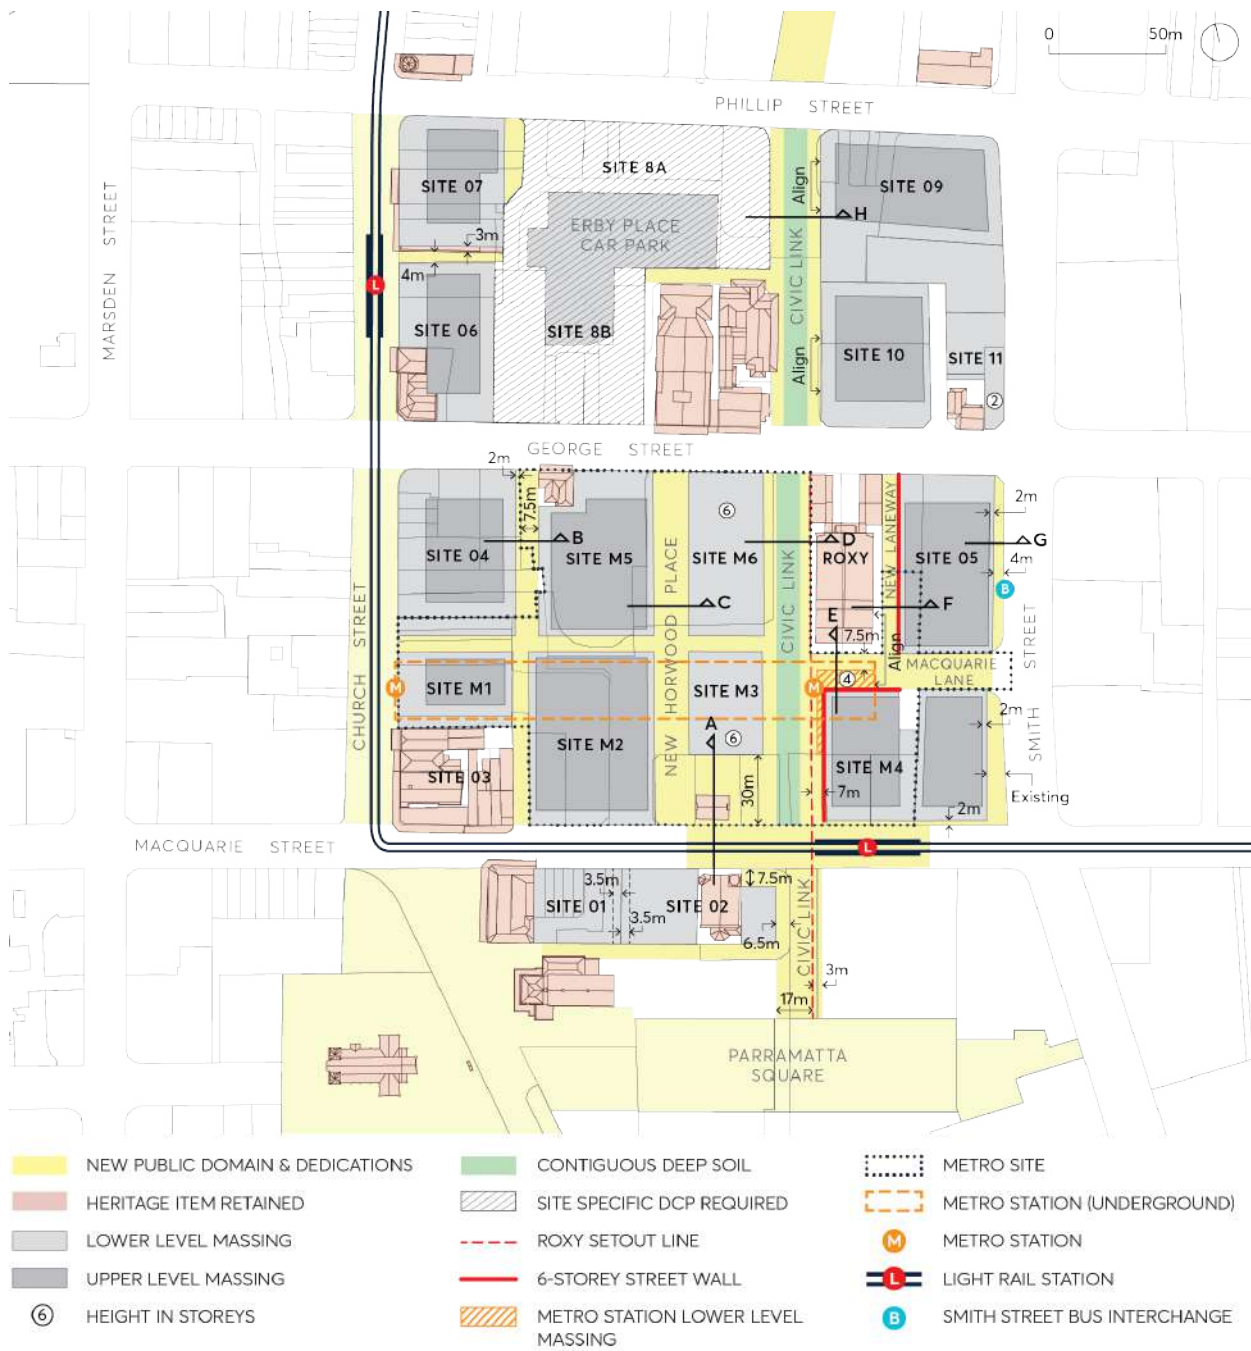 0 50m
PHILLIP STREET
MARSDEN STREET
SITE 07
SITE 8A
ERBY PLACE
CAR PARK
Align
SITE 09
H
3m
4m
L
CIVIC LINK
SITE 06
SITE 8B
Align
SITE 10
SITE 11
2
GEORGE STREET
2m
7.5m
B
SITE 04
SITE M5
C
NEW HORWOOD PLACE
6
SITE M6
D
CIVIC LINK
ROXY
NEW LANEWAY
SITE 05
2m
G
4m
B
F
E
7.5m
Align
MACQUARIE
LANE
SMITH STREET
CHURCH STREET
M
SITE M1
SITE M2
SITE M3
A
6
M
4
SITE 03
30m
SITE M4
7m
2m
Existing
2m
MACQUARIE STREET
L
3.5m
SITE 01
3.5m
SITE 02
7.5m
6.5m
CIVIC LINK
3m
17m
PARRAMATTA
SQUARE
NEW PUBLIC DOMAIN & DEDICATIONS
HERITAGE ITEM RETAINED
LOWER LEVEL MASSING
UPPER LEVEL MASSING
6 HEIGHT IN STOREYS
CONTIGUOUS DEEP SOIL
SITE SPECIFIC DCP REQUIRED
ROXY SETOUT LINE
6-STOREY STREET WALL
METRO STATION LOWER LEVEL
MASSING
METRO SITE
METRO STATION (UNDERGROUND)
M METRO STATION
L LIGHT RAIL STATION
B SMITH STREET BUS INTERCHANGE